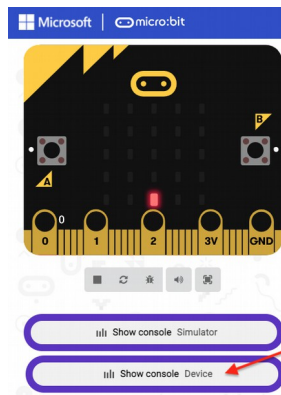 Microsoft micro:bit
B
A
0
0 1 2 3V GND
Show console Simulator
Show console Device